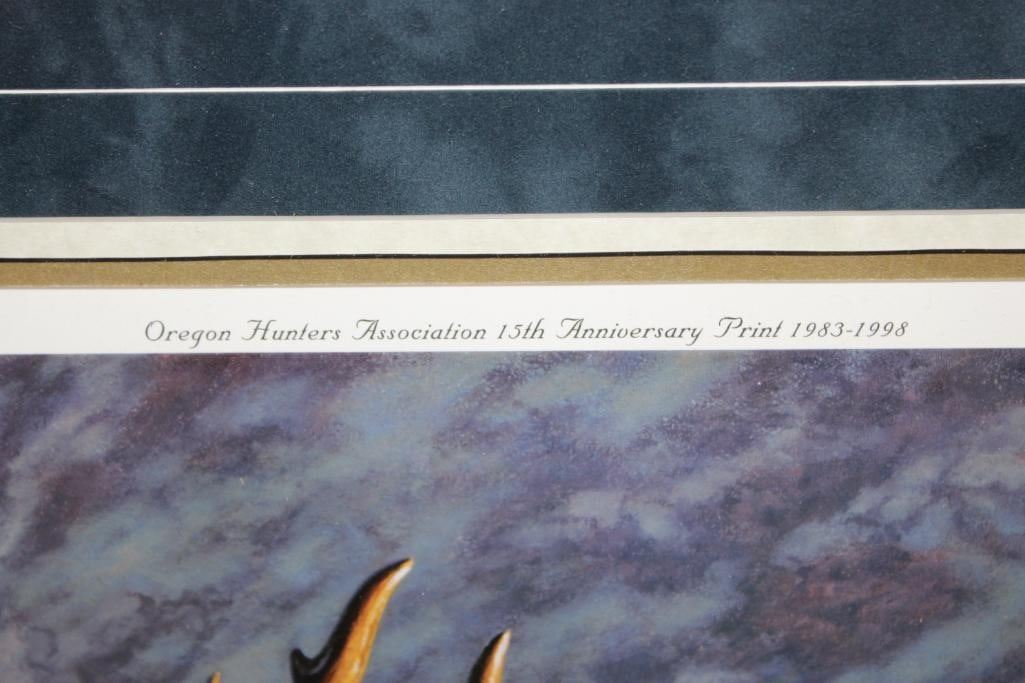 Oregon Hunters Association 15th Anniversary Print 1983-1998